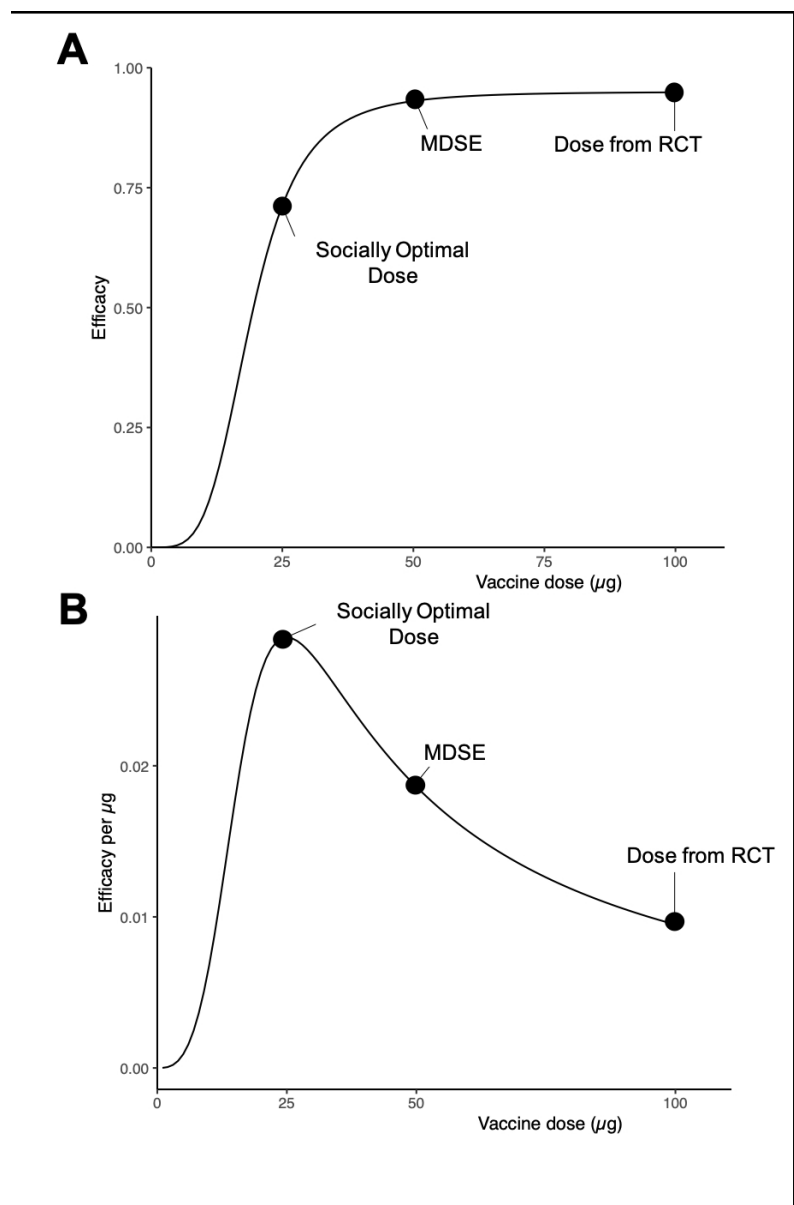 A
1.00
MDSE
Dose from RCT
0.75
Socially Optimal
Dose
Efficacy
0.50
0.25
0.00
0 25 50 75 100
Vaccine dose (µg)
B
Socially Optimal
Dose
MDSE
0.02
Efficacy per µg
Dose from RCT
0.01
0.00
0 25 50 100
Vaccine dose (µg)